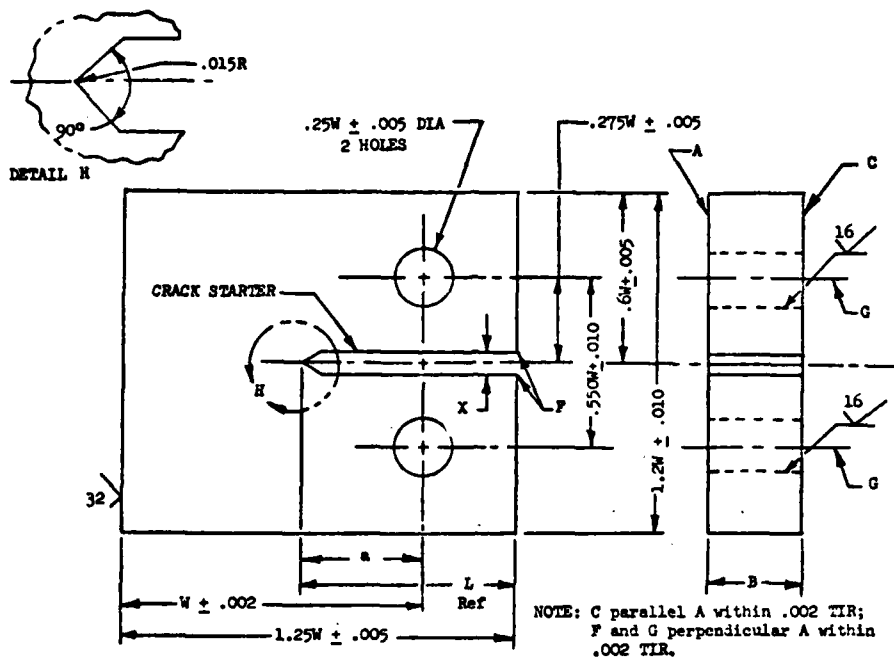 .015R
90°
DETAIL H
.25W ± .005 DIA
2 HOLES
.275W ± .005
A
C
16
G
.6W±.005
CRACK STARTER
.550W±.010
1.2W ± .010
H
X
F
16
G
32
a
L
Ref
B
W ± .002
1.25W ± .005
NOTE: C parallel A within .002 TIR;
F and G perpendicular A within
.002 TIR.